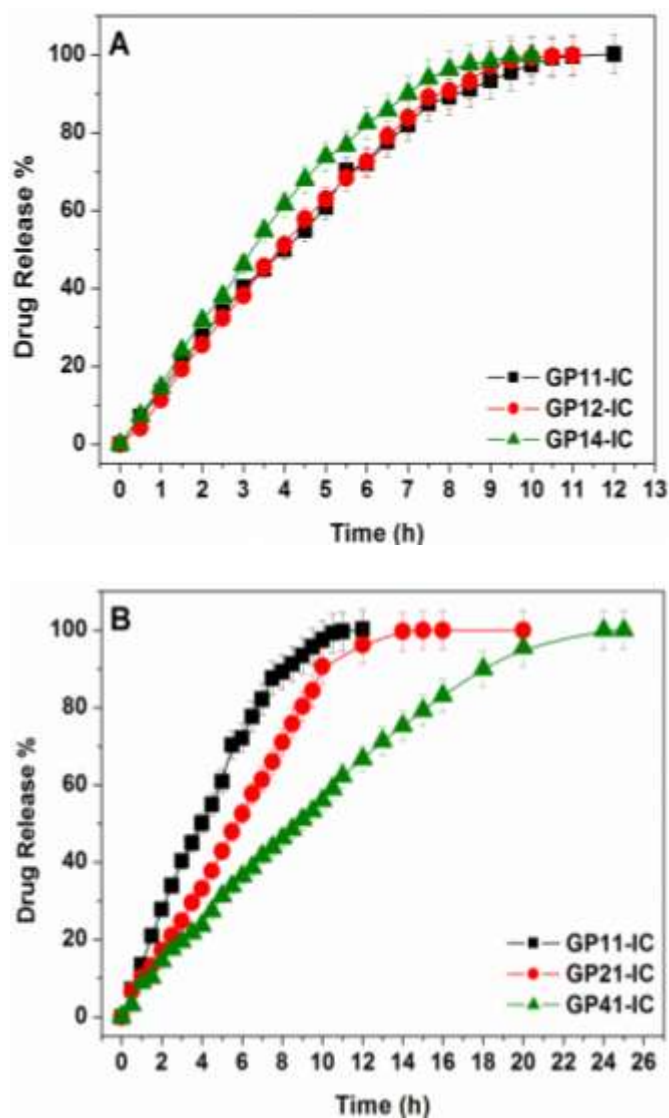 A
Drug Release %
100
80
60
40
20
0
GP11-IC
GP12-IC
GP14-IC
0 1 2 3 4 5 6 7 8 9 10 11 12 13
Time (h)
B
Drug Release %
100
80
60
40
20
0
GP11-IC
GP21-IC
GP41-IC
0 2 4 6 8 10 12 14 16 18 20 22 24 26
Time (h)